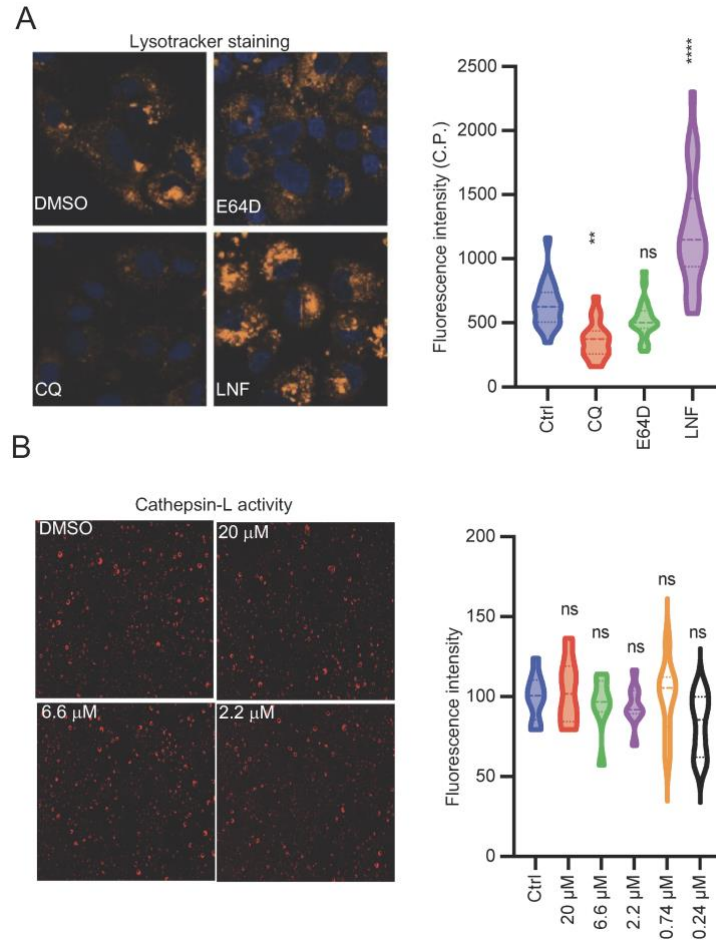 A
Lysotracker staining
DMSO
E64D
CQ
LNF
Fluorescence intensity (C.P.)
2500
2000
1500
1000
500
0
**
ns
****
Ctrl
CQ
E64D
LNF
B
Cathepsin-L activity
DMSO
20 μM
6.6 μM
2.2 μM
Fluorescence intensity
200
150
100
50
0
ns
ns
ns
ns
ns
Ctrl
20 μM
6.6 μM
2.2 μM
0.74 μM
0.24 μM